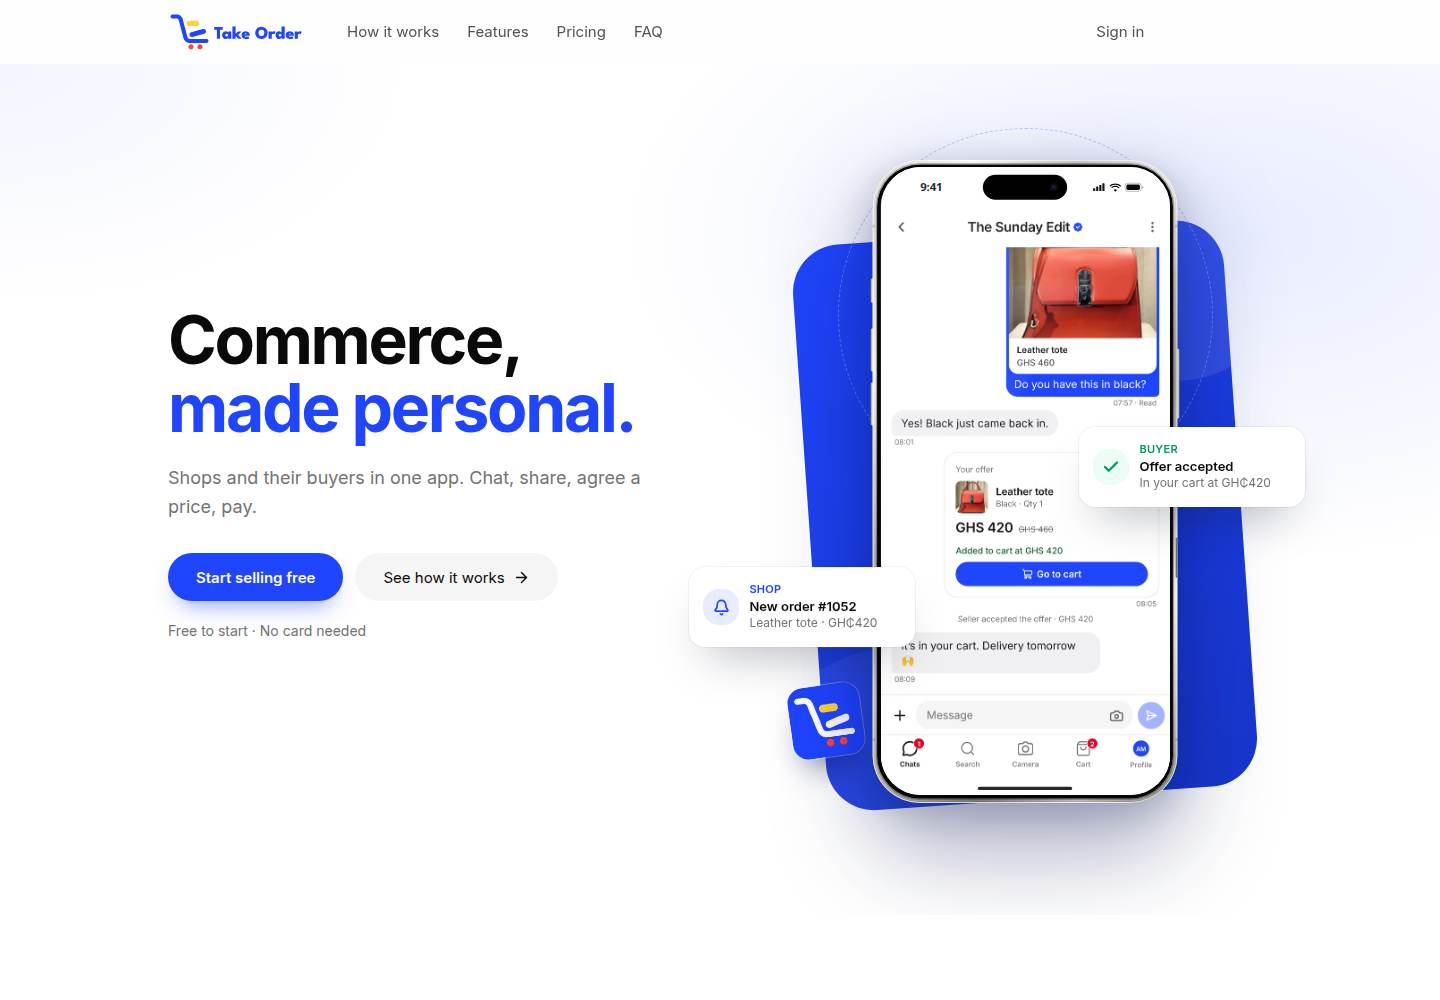 Take Order
How it works
Features
Pricing
FAQ
Sign in
Commerce,
made personal.
Shops and their buyers in one app. Chat, share, agree a
price, pay.
Start selling free
See how it works
Free to start · No card needed
9:41
The Sunday Edit
Leather tote
GHS 460
Do you have this in black?
07:57 · Read
Yes! Black just came back in.
08:01
Your offer
Leather tote
Black · Qty 1
GHS 420 GHS 460
Added to cart at GHS 420
Go to cart
08:05
Seller accepted the offer · GHS 420
It's in your cart. Delivery tomorrow
🙌
08:09
Message
1
2
AM
Chats
Search
Camera
Cart
Profile
BUYER
Offer accepted
In your cart at GH₵420
SHOP
New order #1052
Leather tote · GH₵420